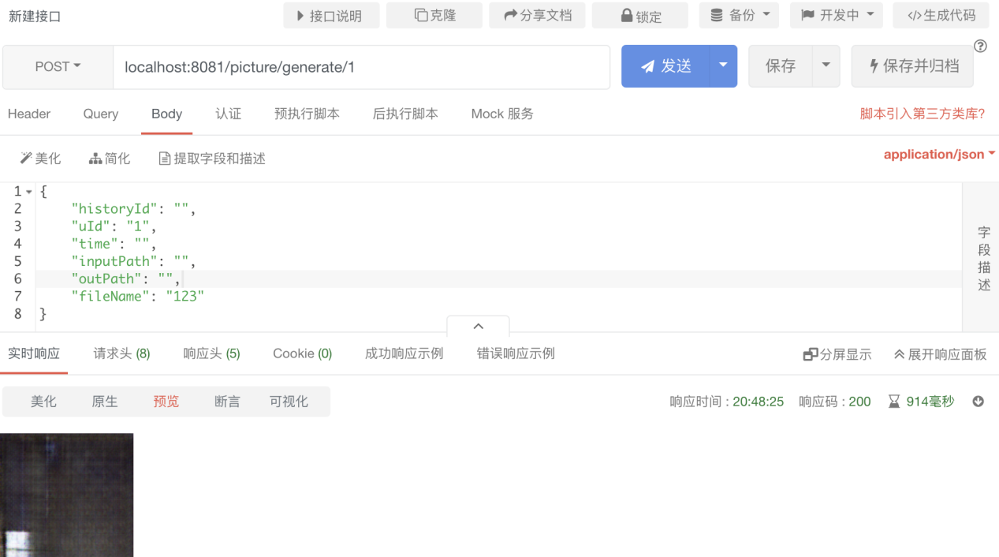 新建接口 接口说明 克隆 分享文档 锁定 备份 开发中 </>生成代码
POST localhost:8081/picture/generate/1 发送 保存 保存并归档
Header Query Body 认证 预执行脚本 后执行脚本 Mock 服务 脚本引入第三方类库?
美化 简化 提取字段和描述 application/json
1 {
2 "historyId": "",
3 "uId": "1",
4 "time": "",
5 "inputPath": "",
6 "outPath": "",
7 "fileName": "123"
8 }
字段描述
实时响应 请求头 (8) 响应头 (5) Cookie (0) 成功响应示例 错误响应示例 分屏显示 展开响应面板
美化 原生 预览 断言 可视化 响应时间 : 20:48:25 响应码 : 200 914毫秒